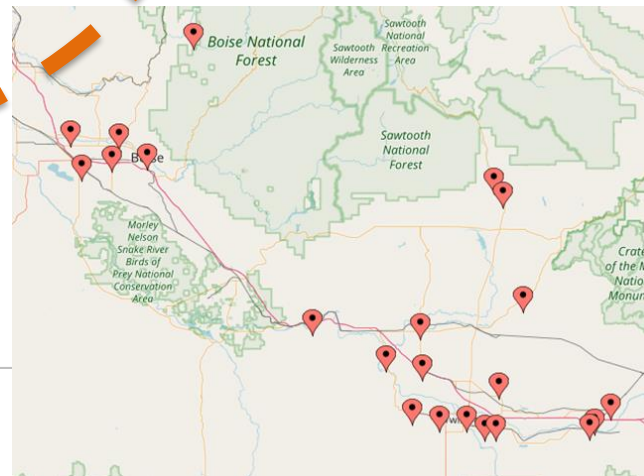 Boise National
Forest
Sawtooth
Wilderness
Area
Sawtooth
National
Recreation
Area
Sawtooth
National
Forest
Morley
Nelson
Snake River
Birds of
Prey National
Conservation
Area
Crate
of the M
Natio
Monum